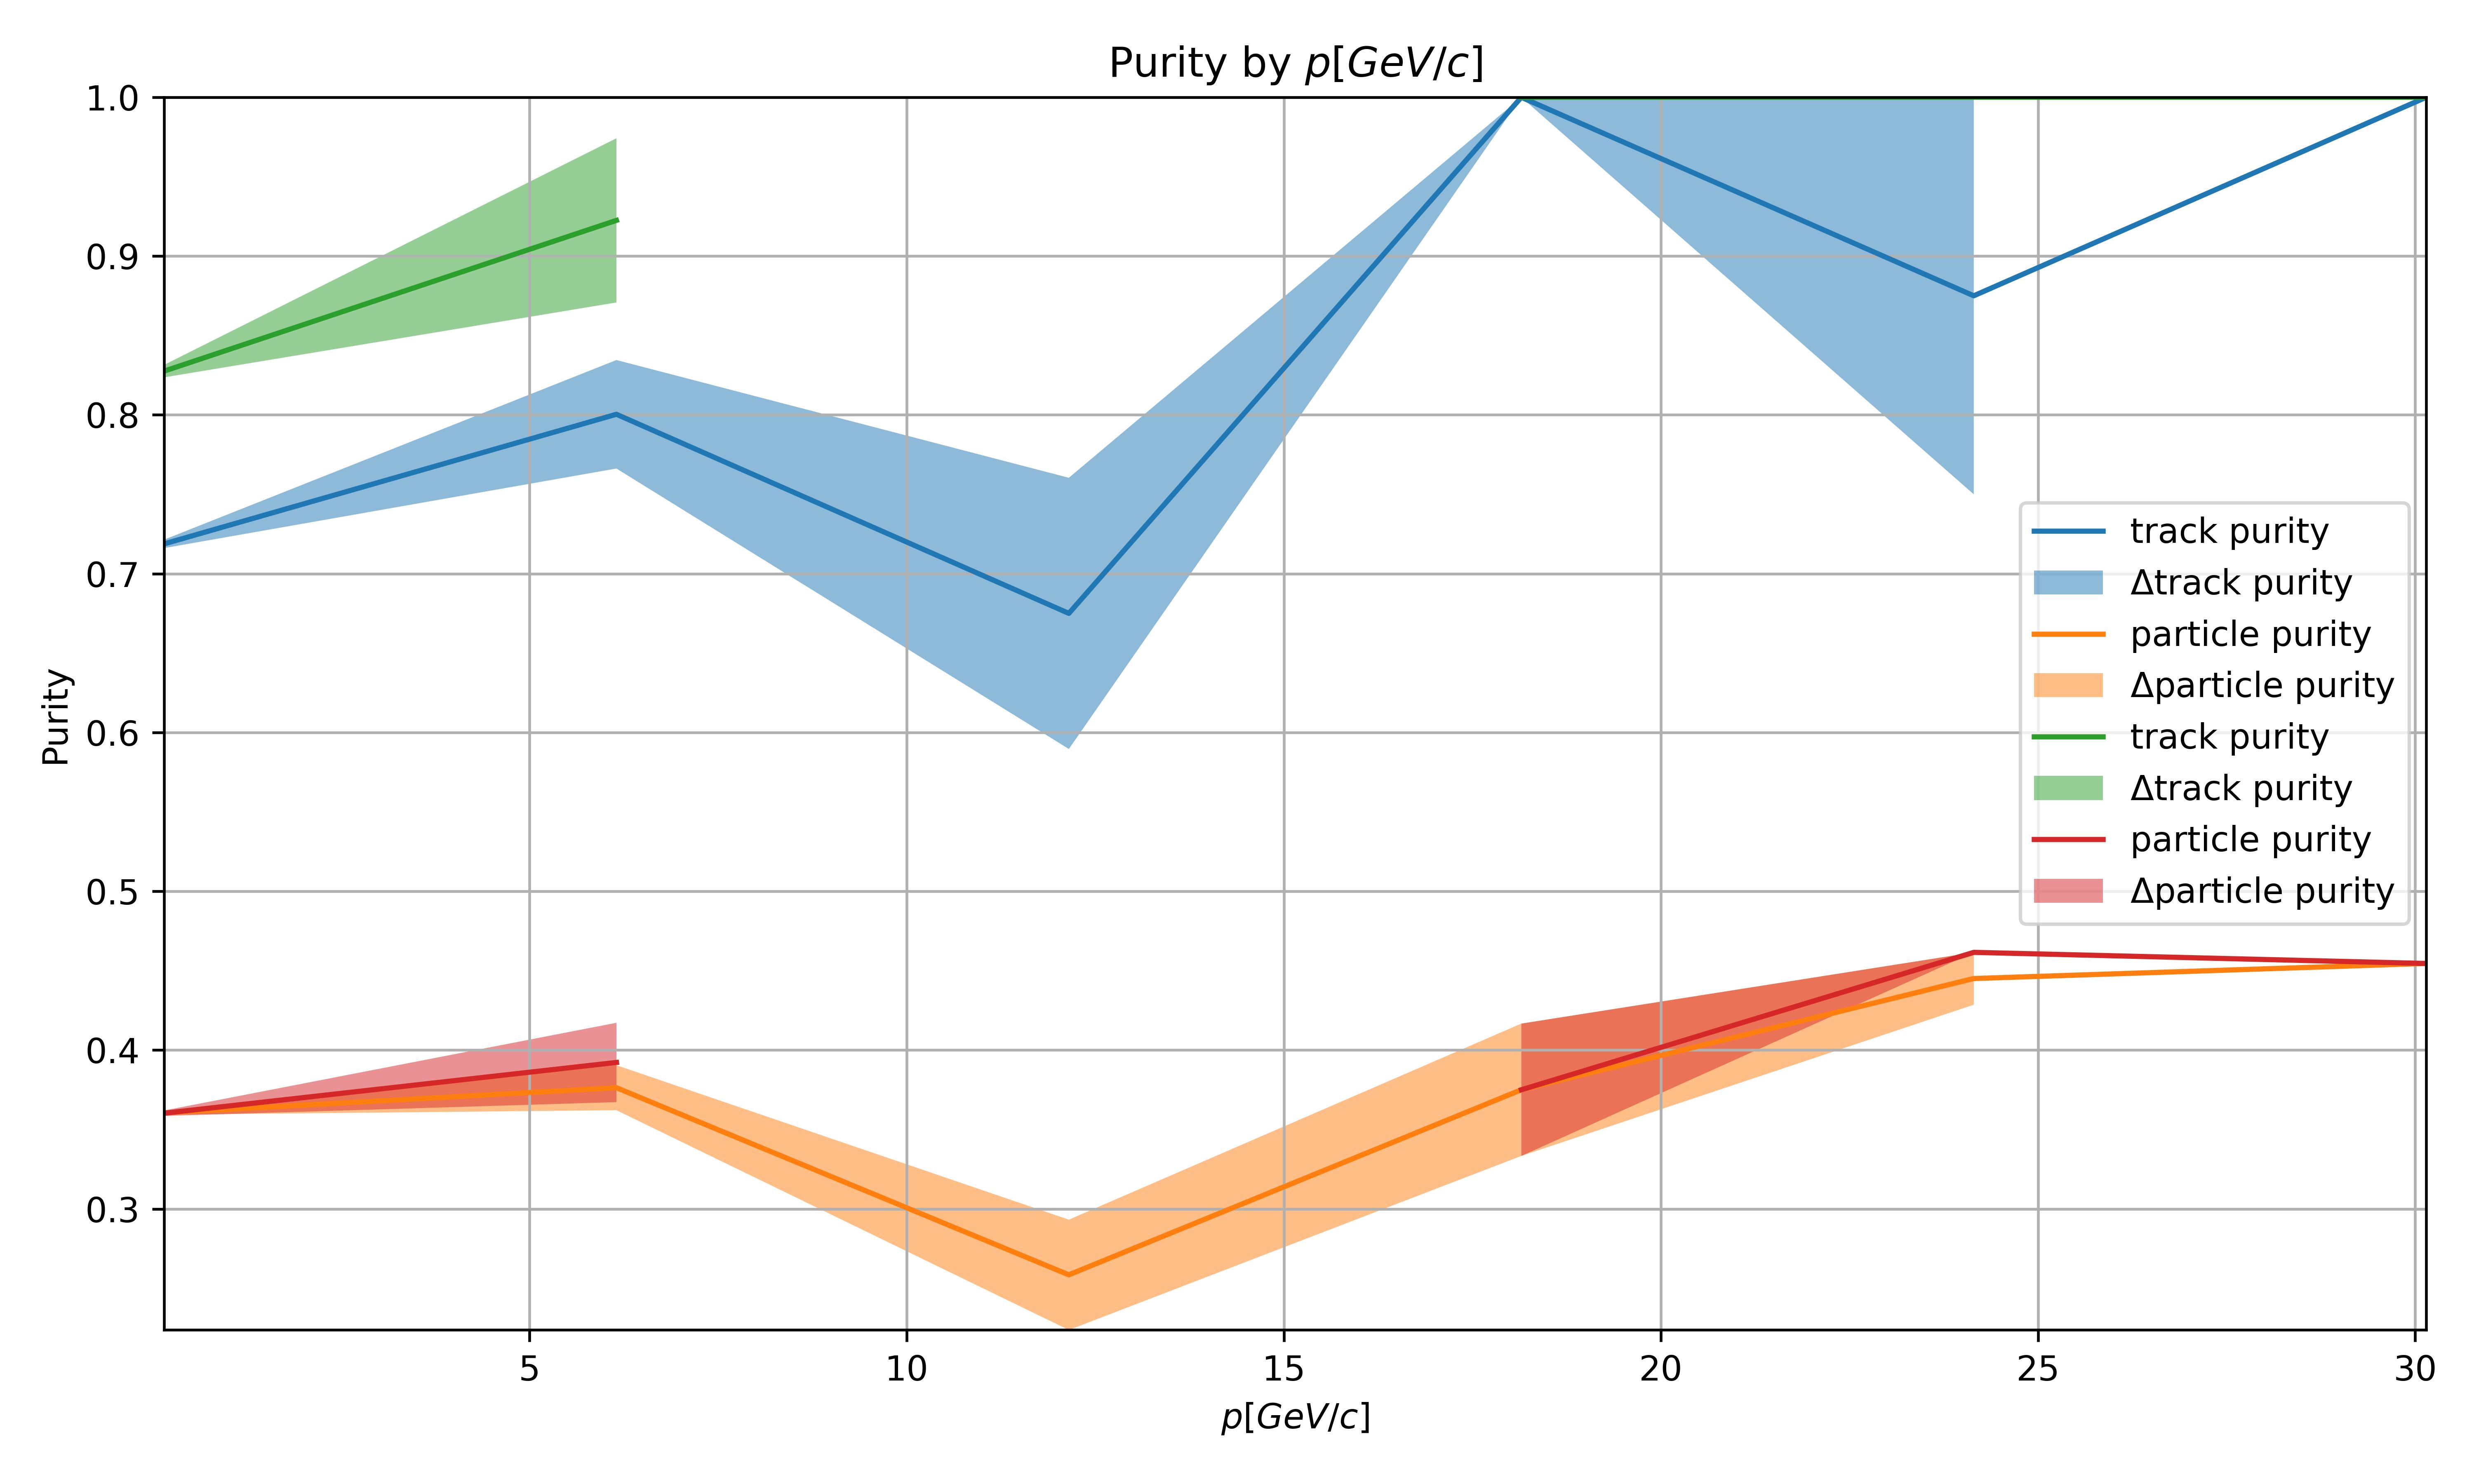 Purity by p[GeV/c]
1.0
0.9
0.8
0.7
0.6
0.5
0.4
0.3
Purity
track purity
Δtrack purity
particle purity
Δparticle purity
track purity
Δtrack purity
particle purity
Δparticle purity
5 10 15 20 25 30
p[GeV/c]